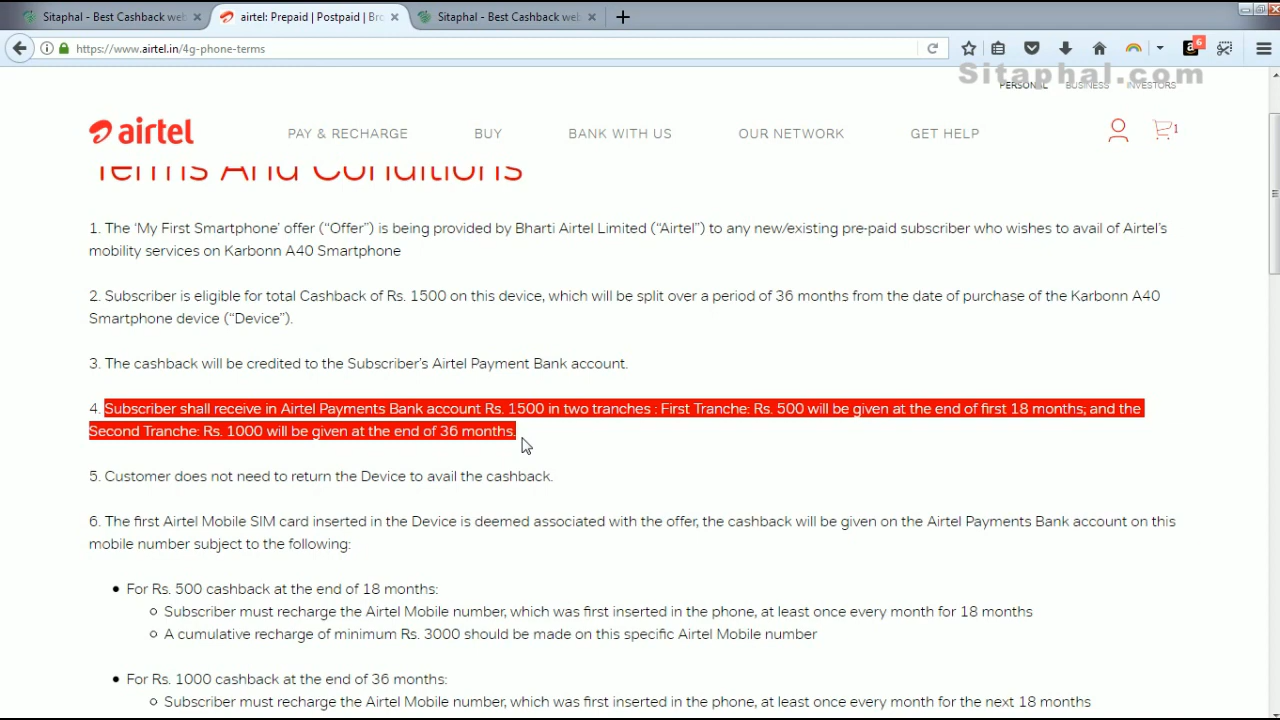 Sitaphal - Best Cashback web
airtel: Prepaid | Postpaid | Bro
Sitaphal - Best Cashback web
https://www.airtel.in/4g-phone-terms
6
Sitaphal.com
PERSONAL BUSINESS INVESTORS
airtel PAY & RECHARGE BUY BANK WITH US OUR NETWORK GET HELP 1
Terms And Conditions
1. The ‘My First Smartphone’ offer (“Offer”) is being provided by Bharti Airtel Limited (“Airtel”) to any new/existing pre-paid subscriber who wishes to avail of Airtel’s
mobility services on Karbonn A40 Smartphone
2. Subscriber is eligible for total Cashback of Rs. 1500 on this device, which will be split over a period of 36 months from the date of purchase of the Karbonn A40
Smartphone device (“Device”).
3. The cashback will be credited to the Subscriber’s Airtel Payment Bank account.
4. Subscriber shall receive in Airtel Payments Bank account Rs. 1500 in two tranches : First Tranche: Rs. 500 will be given at the end of first 18 months; and the
Second Tranche: Rs. 1000 will be given at the end of 36 months.
5. Customer does not need to return the Device to avail the cashback.
6. The first Airtel Mobile SIM card inserted in the Device is deemed associated with the offer, the cashback will be given on the Airtel Payments Bank account on this
mobile number subject to the following:
For Rs. 500 cashback at the end of 18 months:
Subscriber must recharge the Airtel Mobile number, which was first inserted in the phone, at least once every month for 18 months
A cumulative recharge of minimum Rs. 3000 should be made on this specific Airtel Mobile number
For Rs. 1000 cashback at the end of 36 months:
Subscriber must recharge the Airtel Mobile number, which was first inserted in the phone, at least once every month for the next 18 months